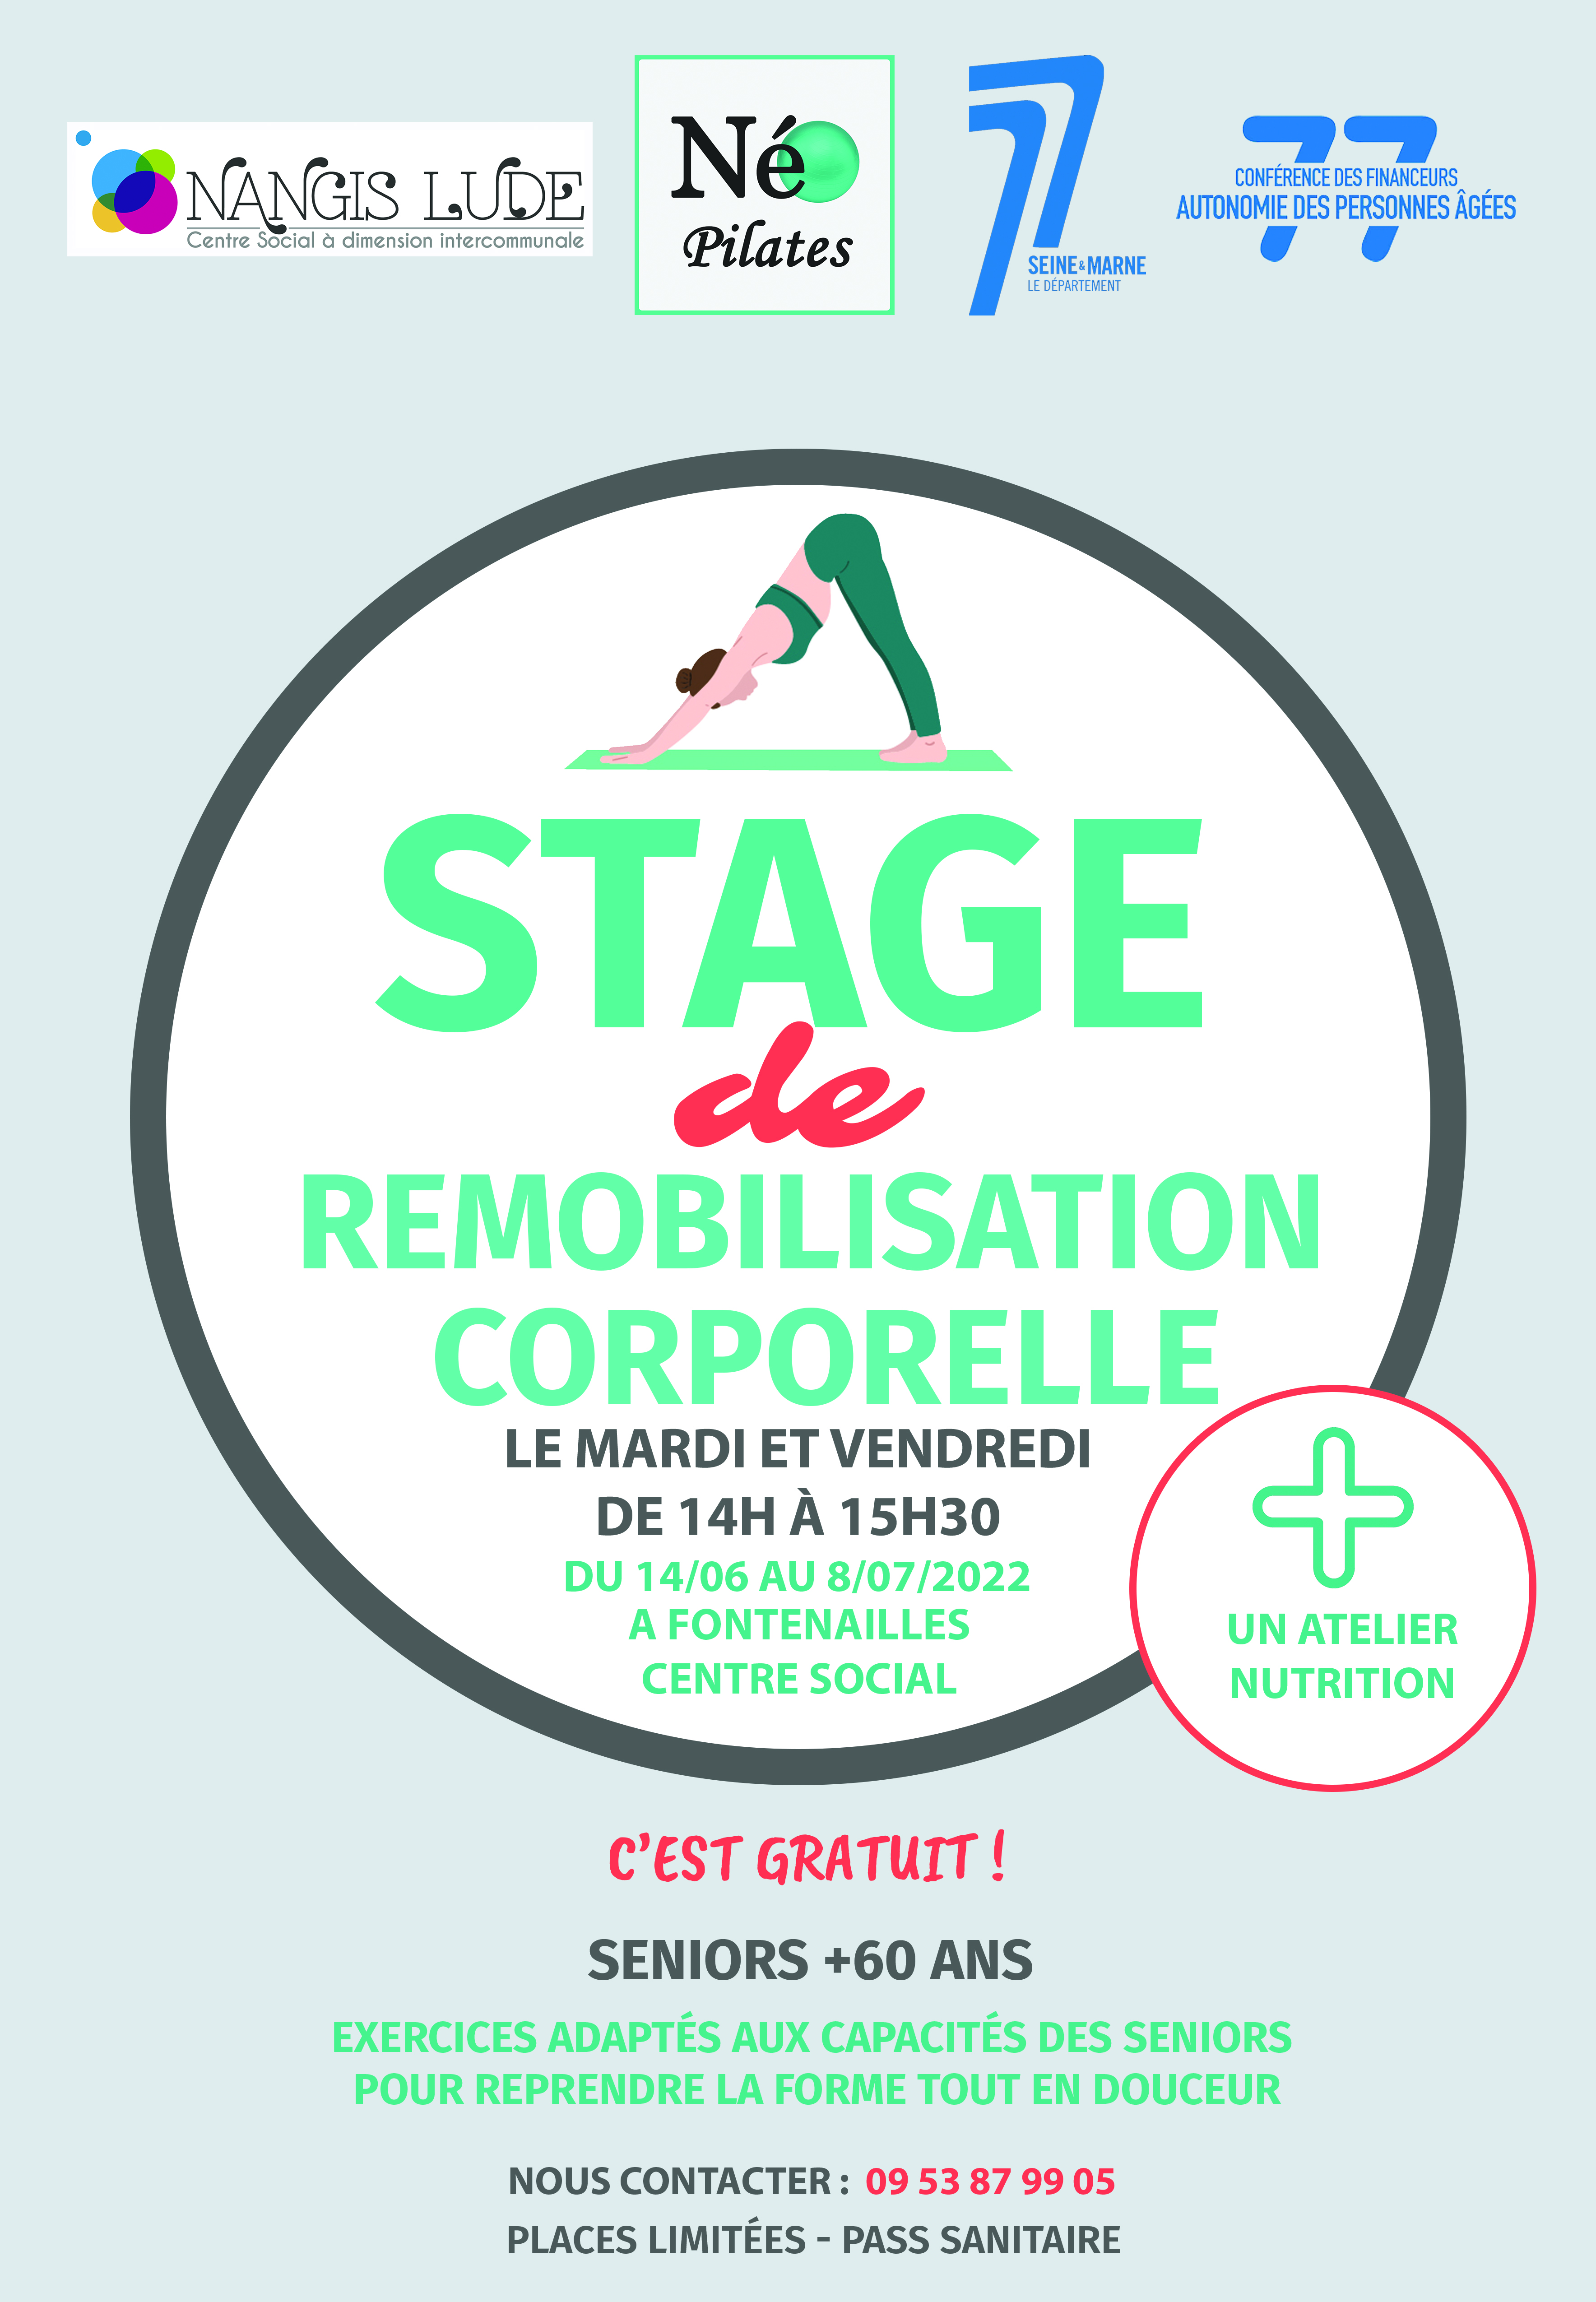 NANGIS LUDE
Centre Social à dimension intercommunale
Né
Pilates
77
SEINE&MARNE
LE DÉPARTEMENT
77
CONFÉRENCE DES FINANCEURS
AUTONOMIE DES PERSONNES ÂGÉES
STAGE
de
REMOBILISATION
CORPORELLE
LE MARDI ET VENDREDI
DE 14H À 15H30
DU 14/06 AU 8/07/2022
A FONTENAILLES
CENTRE SOCIAL
UN ATELIER
NUTRITION
C'EST GRATUIT !
SENIORS +60 ANS
EXERCICES ADAPTÉS AUX CAPACITÉS DES SENIORS
POUR REPRENDRE LA FORME TOUT EN DOUCEUR
NOUS CONTACTER : 09 53 87 99 05
PLACES LIMITÉES - PASS SANITAIRE